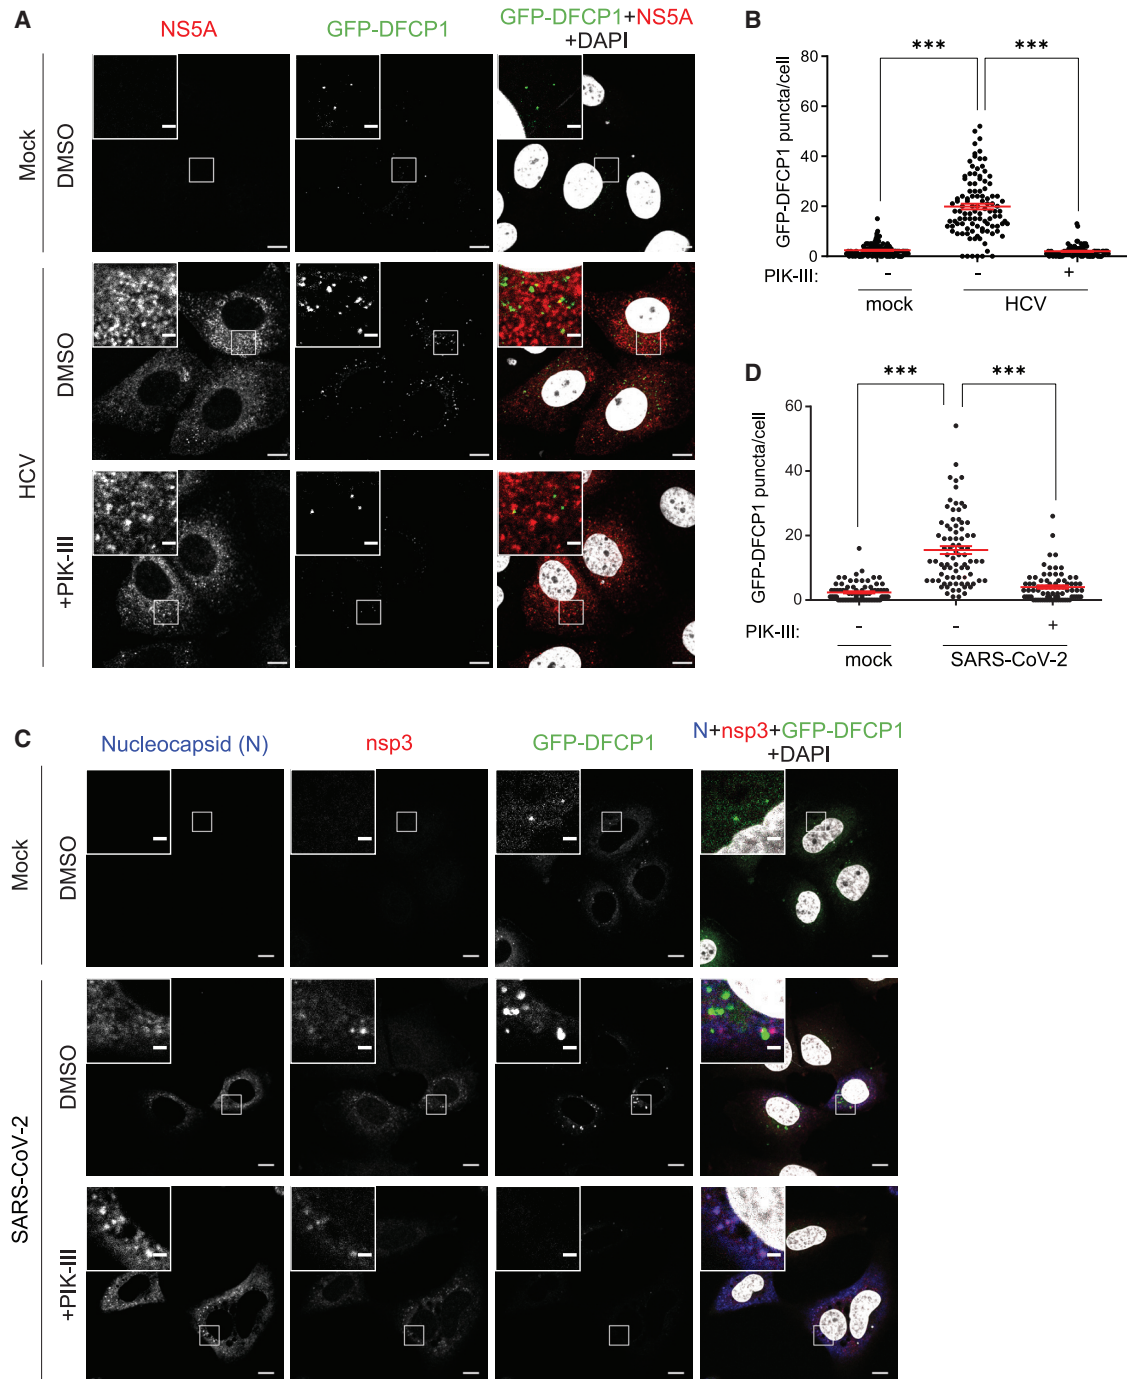 A
NS5A
GFP-DFCP1
GFP-DFCP1+NS5A
+DAPI
Mock
DMSO
HCV
DMSO
+PIK-III
B
GFP-DFCP1 puncta/cell
80
60
40
20
0
***
***
PIK-III:
-
-
+
mock
HCV
D
GFP-DFCP1 puncta/cell
60
40
20
0
***
***
PIK-III:
-
-
+
mock
SARS-CoV-2
C
Nucleocapsid (N)
nsp3
GFP-DFCP1
N+nsp3+GFP-DFCP1
+DAPI
Mock
DMSO
SARS-CoV-2
DMSO
+PIK-III